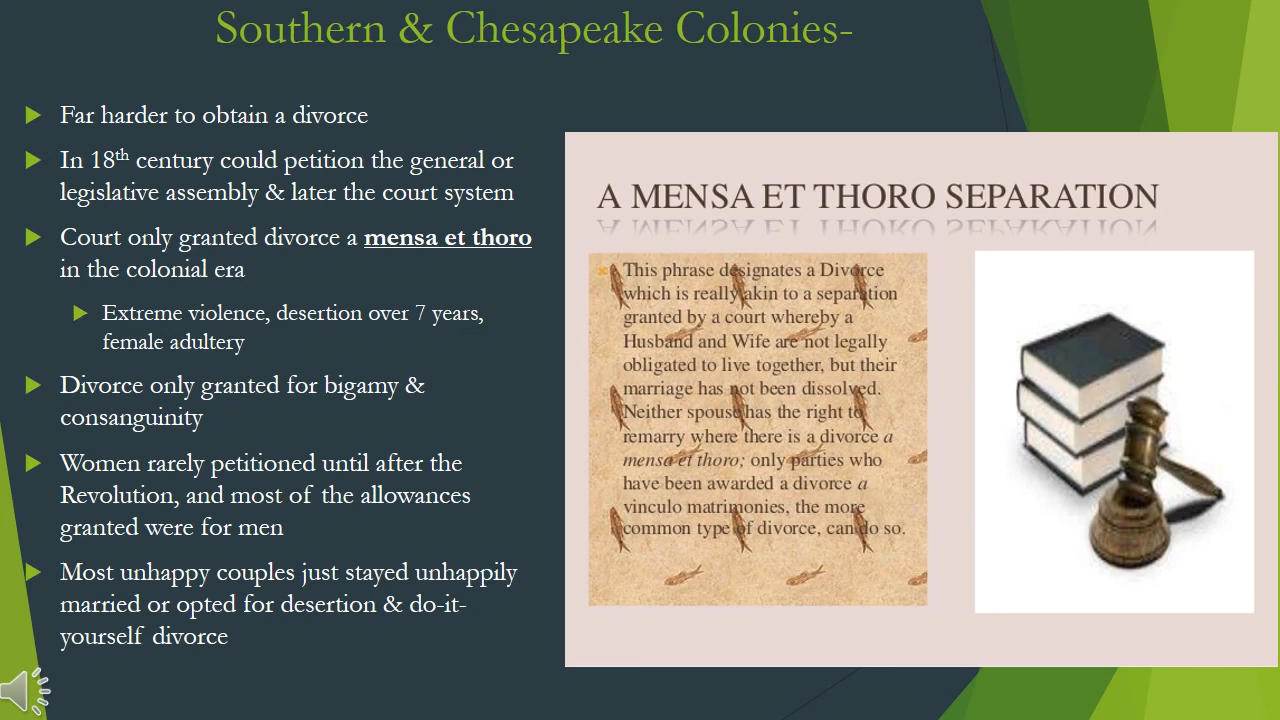 Southern & Chesapeake Colonies-
Far harder to obtain a divorce
In 18th century could petition the general or
legislative assembly & later the court system
Court only granted divorce a mensa et thoro
in the colonial era
Extreme violence, desertion over 7 years,
female adultery
Divorce only granted for bigamy &
consanguinity
Women rarely petitioned until after the
Revolution, and most of the allowances
granted were for men
Most unhappy couples just stayed unhappily
married or opted for desertion & do-it-
yourself divorce
A MENSA ET THORO SEPARATION
This phrase designates a Divorce
which is really akin to a separation
granted by a court whereby a
Husband and Wife are not legally
obligated to live together, but their
marriage has not been dissolved.
Neither spouse has the right to
remarry where there is a divorce a
mensa et thoro; only parties who
have been awarded a divorce a
vinculo matrimonies, the more
common type of divorce, can do so.